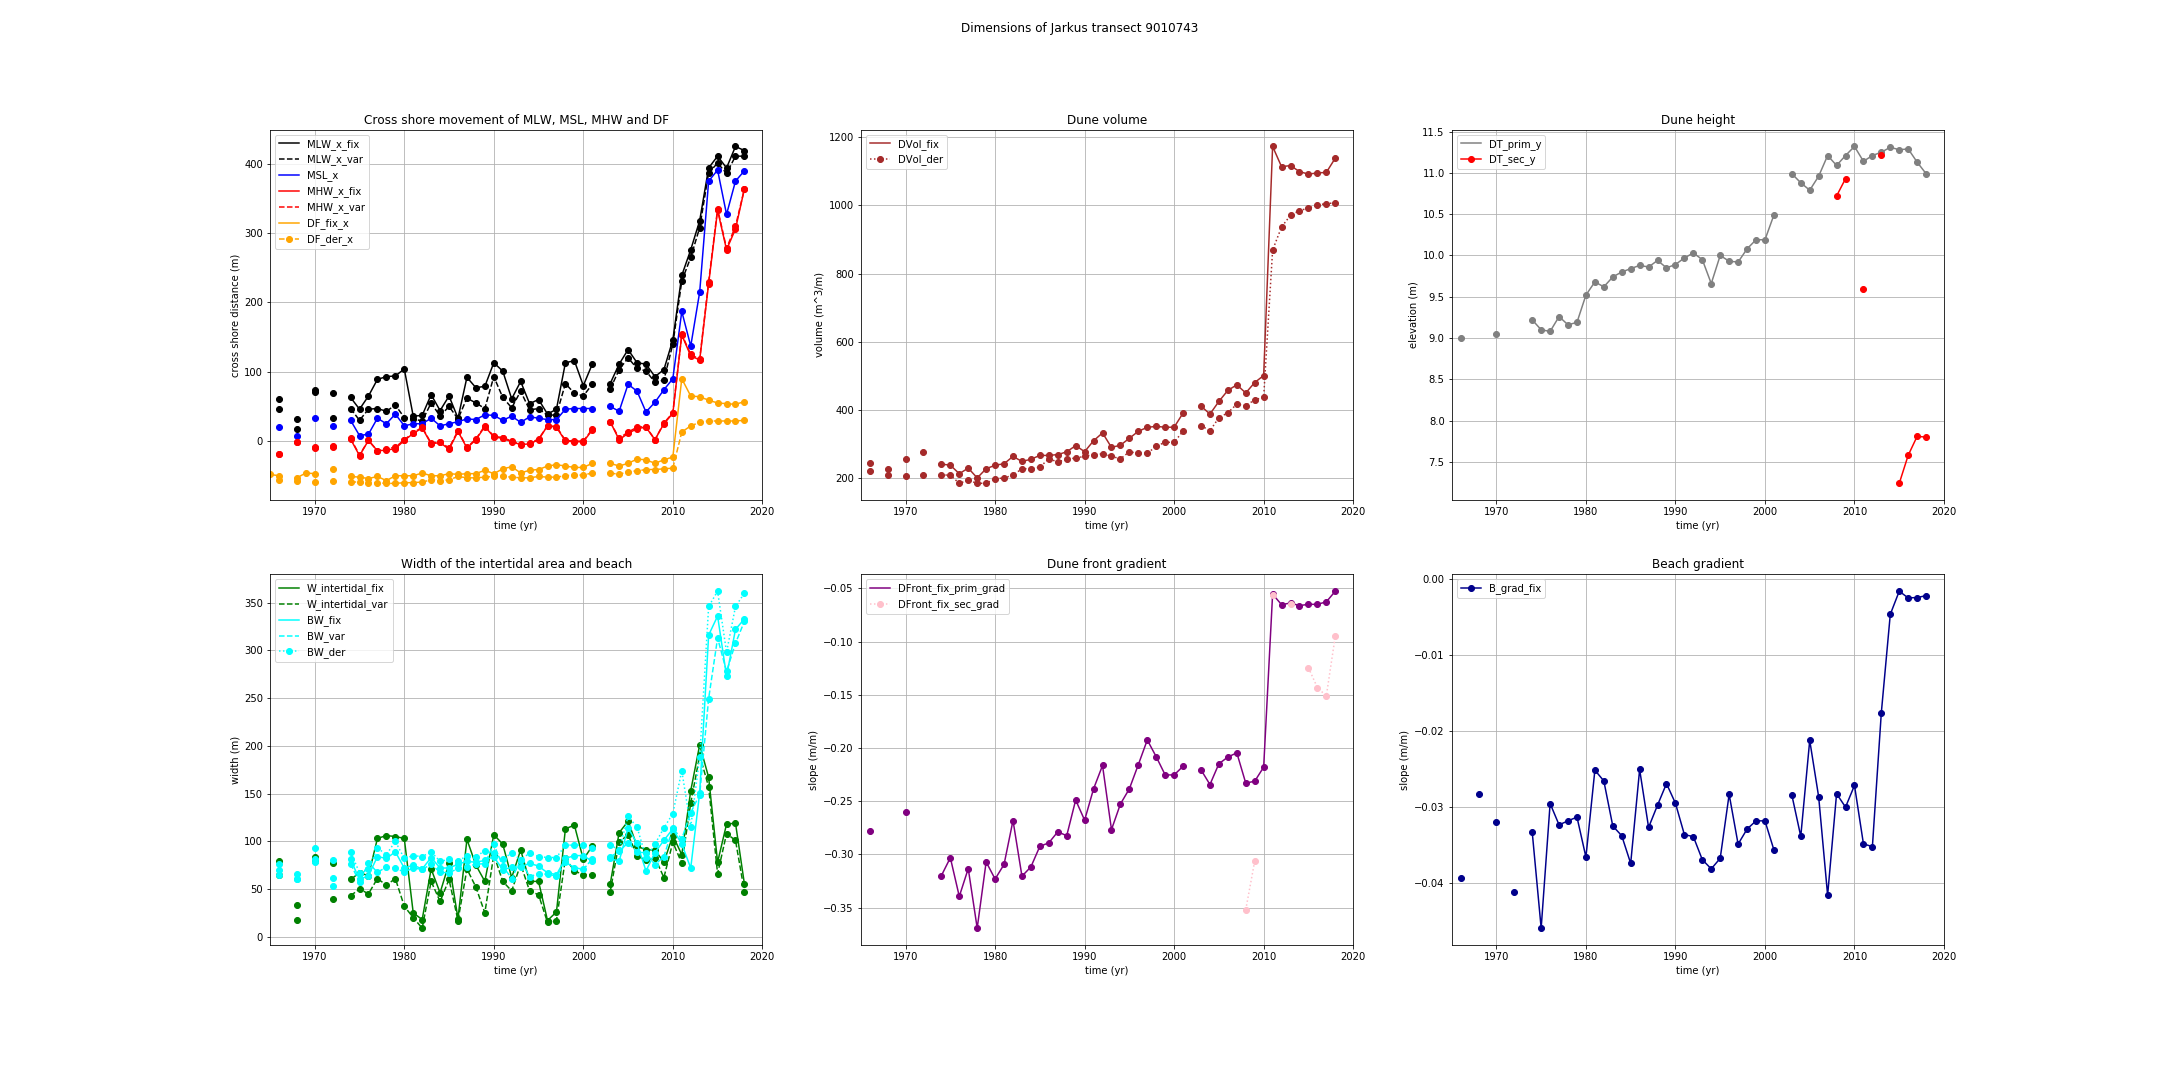 Dimensions of Jarkus transect 9010743
Cross shore movement of MLW, MSL, MHW and DF
MLW_x_fix
MLW_x_var
MSL_x
MHW_x_fix
MHW_x_var
DF_fix_x
DF_der_x
cross shore distance (m)
400
300
200
100
0
1970 1980 1990 2000 2010 2020
time (yr)
Dune volume
DVol_fix
DVol_der
volume (m^3/m)
1200
1000
800
600
400
200
1970 1980 1990 2000 2010 2020
time (yr)
Dune height
DT_prim_y
DT_sec_y
elevation (m)
11.5
11.0
10.5
10.0
9.5
9.0
8.5
8.0
7.5
1970 1980 1990 2000 2010 2020
time (yr)
Width of the intertidal area and beach
W_intertidal_fix
W_intertidal_var
BW_fix
BW_var
BW_der
width (m)
350
300
250
200
150
100
50
0
1970 1980 1990 2000 2010 2020
time (yr)
Dune front gradient
DFront_fix_prim_grad
DFront_fix_sec_grad
slope (m/m)
−0.05
−0.10
−0.15
−0.20
−0.25
−0.30
−0.35
1970 1980 1990 2000 2010 2020
time (yr)
Beach gradient
B_grad_fix
slope (m/m)
0.00
−0.01
−0.02
−0.03
−0.04
1970 1980 1990 2000 2010 2020
time (yr)